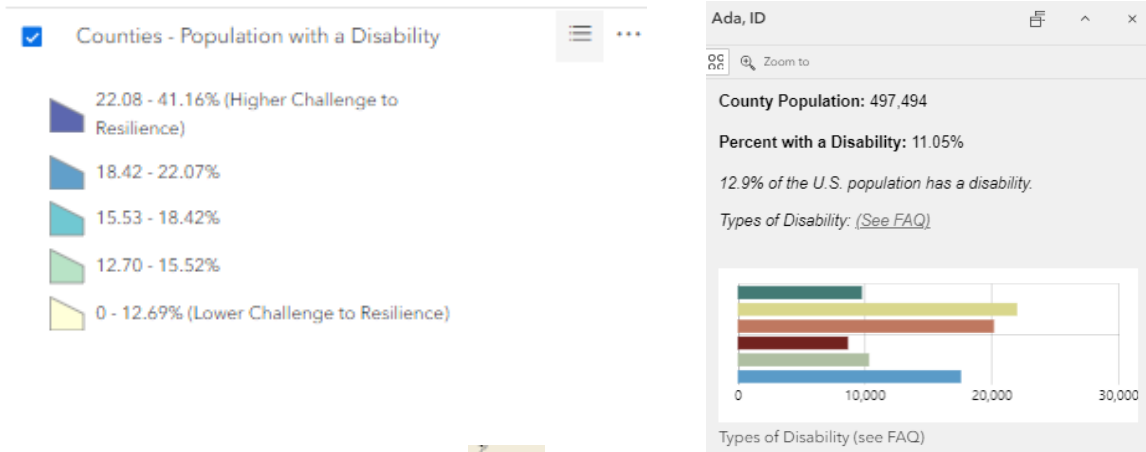 Counties - Population with a Disability
22.08 - 41.16% (Higher Challenge to
Resilience)
18.42 - 22.07%
15.53 - 18.42%
12.70 - 15.52%
0 - 12.69% (Lower Challenge to Resilience)
Ada, ID
Zoom to
County Population: 497,494
Percent with a Disability: 11.05%
12.9% of the U.S. population has a disability.
Types of Disability: (See FAQ)
0 10,000 20,000 30,000
Types of Disability (see FAQ)